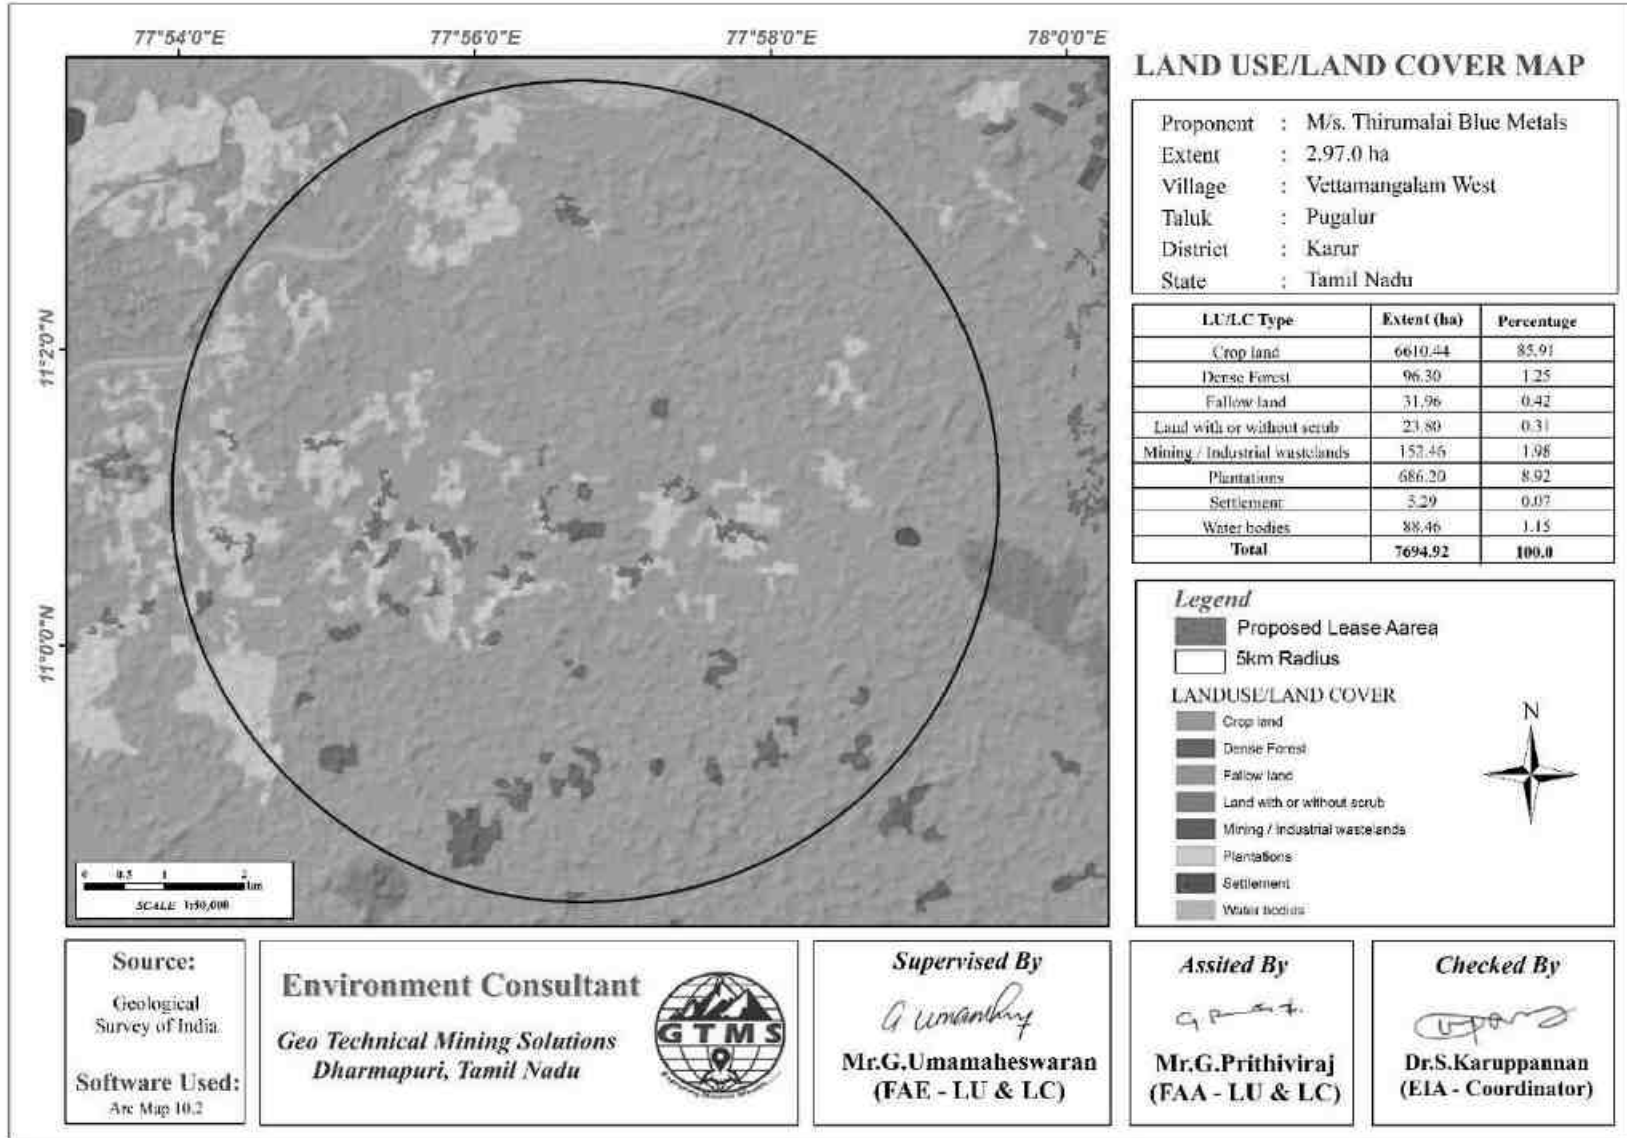 77°54'0"E 77°56'0"E 77°58'0"E 78°0'0"E
11°2'0"N
11°0'0"N
0 0.5 1 2
km
SCALE 1:50,000
LAND USE/LAND COVER MAP
Proponent : M/s. Thirumalai Blue Metals
Extent : 2.97.0 ha
Village : Vettamangalam West
Taluk : Pugalur
District : Karur
State : Tamil Nadu
LU/LC Type Extent (ha) Percentage
Crop land 6610.44 85.91
Dense Forest 96.30 1.25
Fallow land 31.96 0.42
Land with or without scrub 23.80 0.31
Mining / Industrial wastelands 152.46 1.98
Plantations 686.20 8.92
Settlement 5.29 0.07
Water bodies 88.46 1.15
Total 7694.92 100.0
Legend
Proposed Lease Aarea
5km Radius
LANDUSE/LAND COVER
Crop land
Dense Forest
Fallow land
Land with or without scrub
Mining / Industrial wastelands
Plantations
Settlement
Water bodies
N
Source:
Geological
Survey of India
Software Used:
Arc Map 10.2
Environment Consultant
Geo Technical Mining Solutions
Dharmapuri, Tamil Nadu
GTMS
Supervised By
Mr.G.Umamaheswaran
(FAE - LU & LC)
Assited By
Mr.G.Prithiviraj
(FAA - LU & LC)
Checked By
Dr.S.Karuppannan
(EIA - Coordinator)